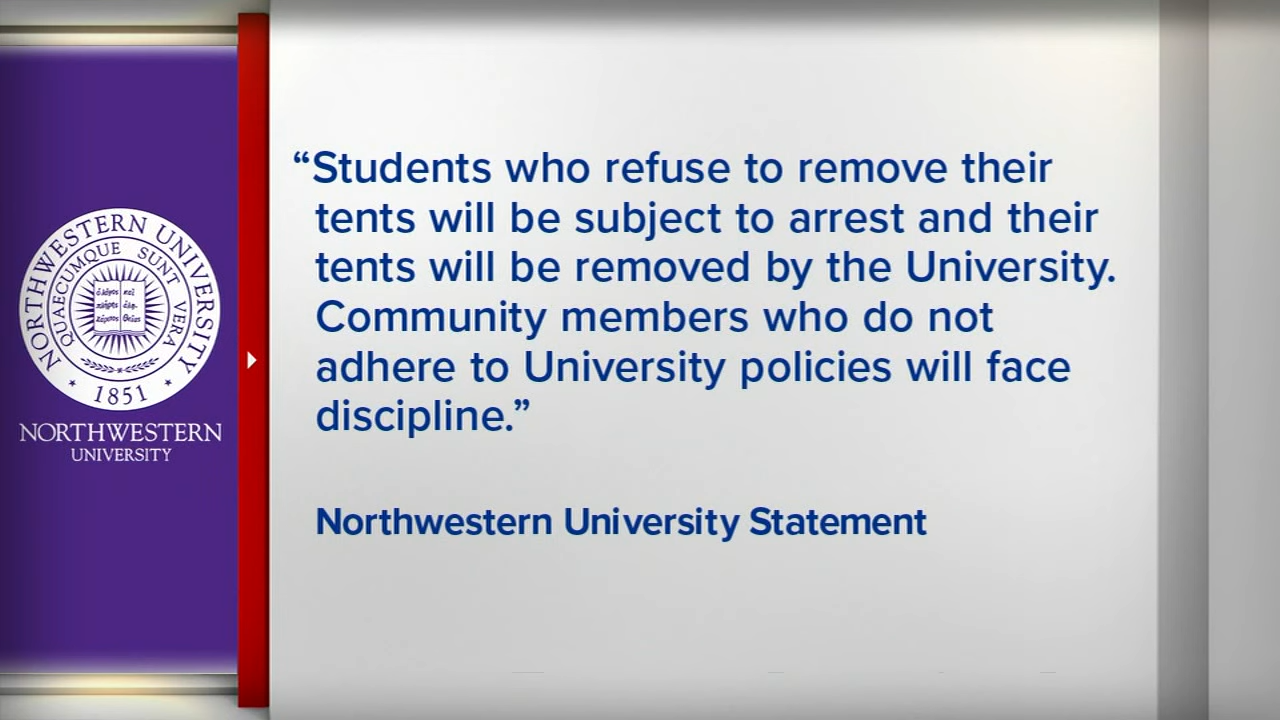 NORTHWESTERN UNIVERSITY
QUAECUMQUE SUNT VERA
1851
NORTHWESTERN
UNIVERSITY
“Students who refuse to remove their
tents will be subject to arrest and their
tents will be removed by the University.
Community members who do not
adhere to University policies will face
discipline.”
Northwestern University Statement